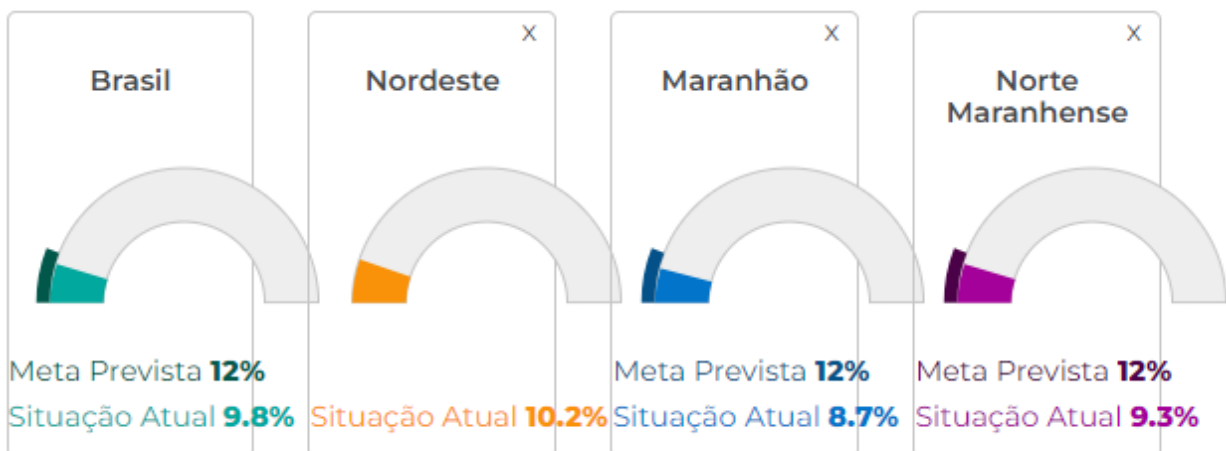 X
X
X
Brasil
Nordeste
Maranhão
Norte
Maranhense
Meta Prevista 12%
Situação Atual 9.8%
Situação Atual 10.2%
Meta Prevista 12%
Situação Atual 8.7%
Meta Prevista 12%
Situação Atual 9.3%